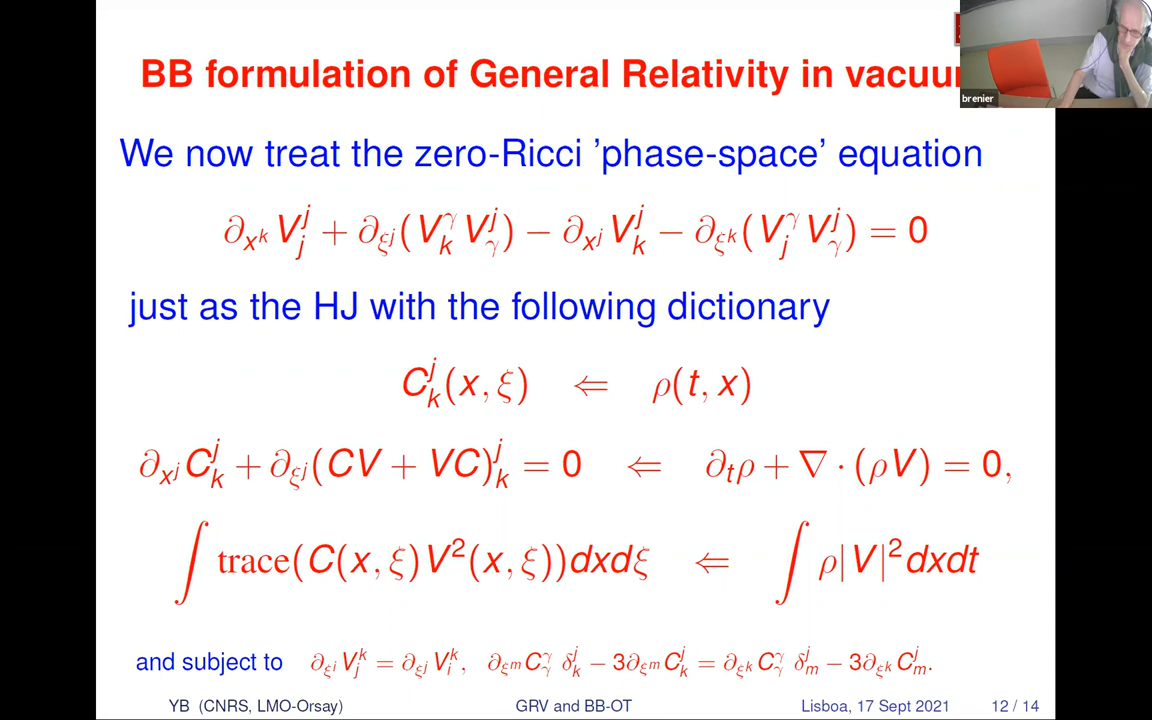 BB formulation of General Relativity in vacuu
brenier
We now treat the zero-Ricci 'phase-space' equation
∂_{x^k} V^j_j + ∂_{ξ^j}(V^γ_k V^j_γ) − ∂_{x^j} V^j_k − ∂_{ξ^k}(V^γ_j V^j_γ) = 0
just as the HJ with the following dictionary
C^j_k(x, ξ) ⇐ ρ(t, x)
∂_{x^j} C^j_k + ∂_{ξ^j}(CV + VC)^j_k = 0 ⇐ ∂_t ρ + ∇ · (ρV) = 0,
∫ trace(C(x, ξ)V²(x, ξ))dxdξ ⇐ ∫ ρ|V|²dxdt
and subject to ∂_{ξ^i} V^k_j = ∂_{ξ^j} V^k_i, ∂_{ξ^m} C^γ_γ δ^j_k − 3∂_{ξ^m} C^j_k = ∂_{ξ^k} C^γ_γ δ^j_m − 3∂_{ξ^k} C^j_m.
YB (CNRS, LMO-Orsay) GRV and BB-OT Lisboa, 17 Sept 2021 12 / 14